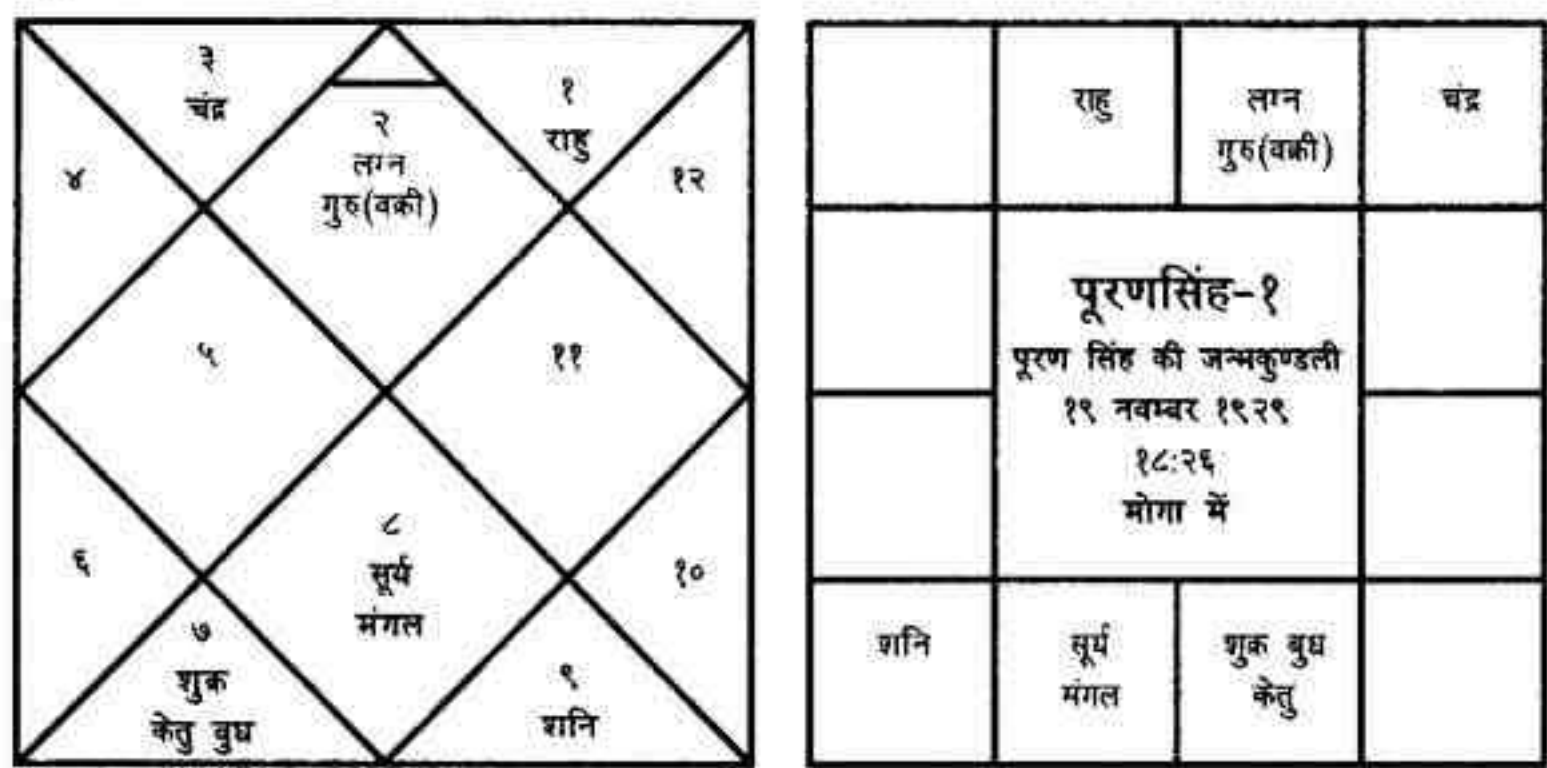 ३
चंद्र
२
लग्न
गुरु(वक्री)
१
राहु
४
१२
५
११
६
८
सूर्य
मंगल
१०
७
शुक्र
केतु बुध
९
शनि
राहु
लग्न
गुरु(वक्री)
चंद्र
पूरणसिंह-१
पूरण सिंह की जन्मकुण्डली
१९ नवम्बर १९२९
१८:२६
मोगा में
शनि
सूर्य
मंगल
शुक्र बुध
केतु